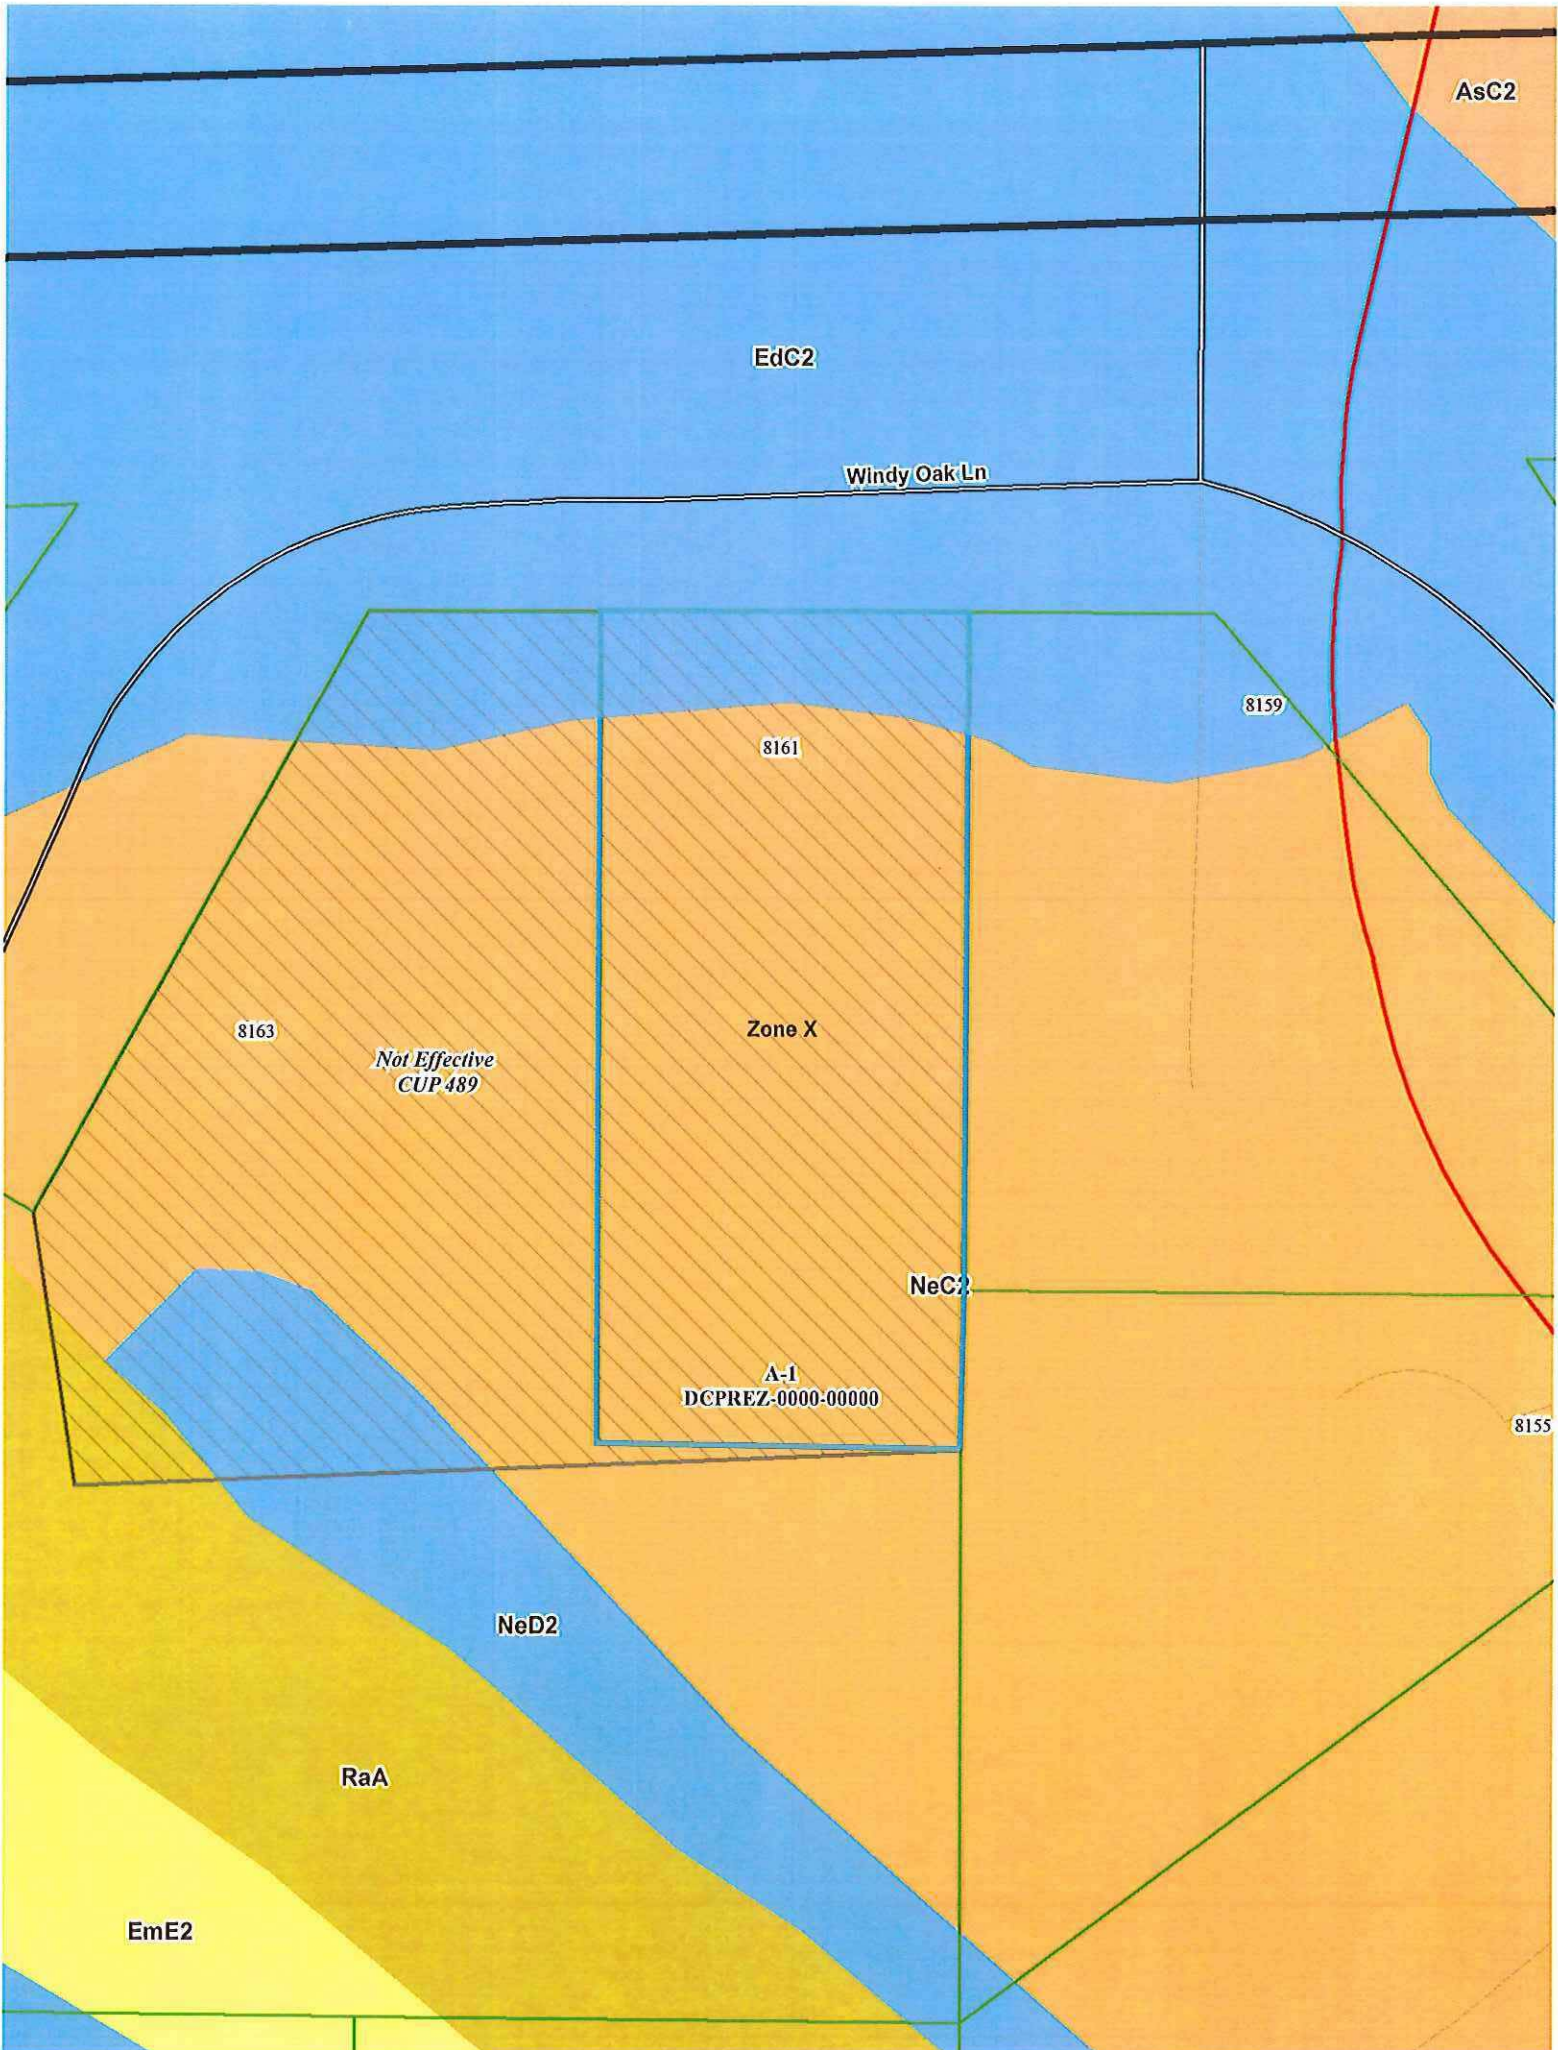 AsC2
EdC2
Windy Oak Ln
8159
8161
Zone X
8163
Not Effective
CUP 489
NeC2
A-1
DCPREZ-0000-00000
8155
NeD2
RaA
EmE2